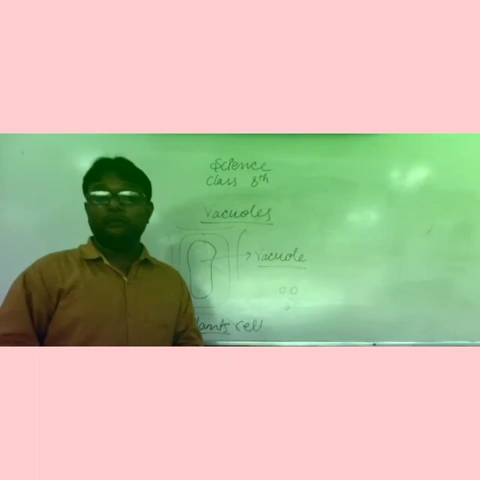 Science
Class 8th
Vacuoles
Vacuole
Plants cell